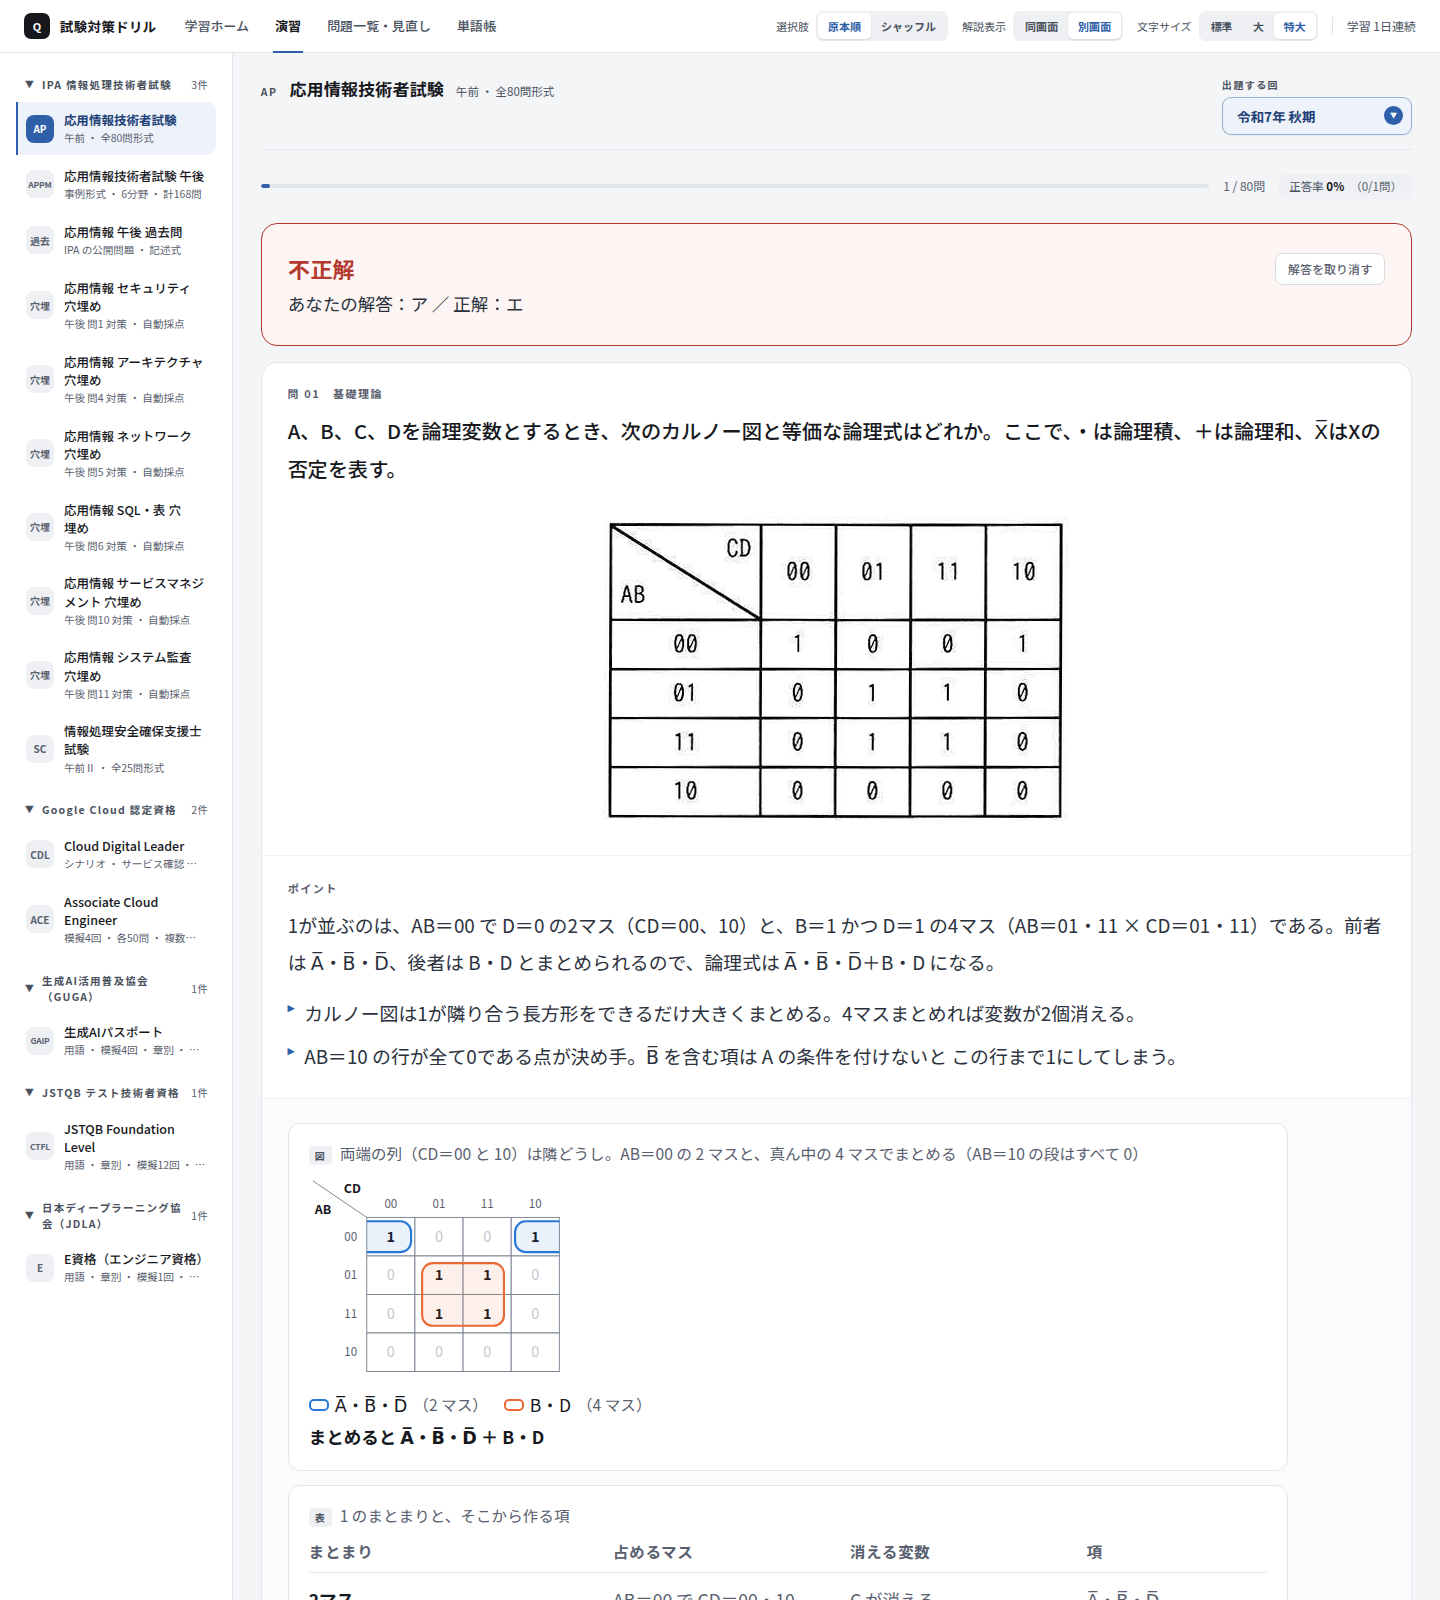 Q 試験対策ドリル 学習ホーム 演習 問題一覧・見直し 単語帳 選択肢 原本順 シャッフル 解説表示 同画面 別画面 文字サイズ 標準 大 特大 学習 1日連続
▼ IPA 情報処理技術者試験 3件
AP 応用情報技術者試験
午前 ・ 全80問形式
APPM 応用情報技術者試験 午後
事例形式 ・ 6分野 ・ 計168問
過去 応用情報 午後 過去問
IPA の公開問題 ・ 記述式
穴埋 応用情報 セキュリティ
穴埋め
午後 問1 対策 ・ 自動採点
穴埋 応用情報 アーキテクチャ
穴埋め
午後 問4 対策 ・ 自動採点
穴埋 応用情報 ネットワーク
穴埋め
午後 問5 対策 ・ 自動採点
穴埋 応用情報 SQL・表 穴
埋め
午後 問6 対策 ・ 自動採点
穴埋 応用情報 サービスマネジ
メント 穴埋め
午後 問10 対策 ・ 自動採点
穴埋 応用情報 システム監査
穴埋め
午後 問11 対策 ・ 自動採点
SC 情報処理安全確保支援士
試験
午前Ⅱ ・ 全25問形式
▼ Google Cloud 認定資格 2件
CDL Cloud Digital Leader
シナリオ ・ サービス確認 …
ACE Associate Cloud
Engineer
模擬4回 ・ 各50問 ・ 複数…
▼ 生成AI活用普及協会
（GUGA） 1件
GAIP 生成AIパスポート
用語 ・ 模擬4回 ・ 章別 ・ …
▼ JSTQB テスト技術者資格 1件
CTFL JSTQB Foundation
Level
用語 ・ 章別 ・ 模擬12回 ・ …
▼ 日本ディープラーニング協
会（JDLA） 1件
E E資格（エンジニア資格）
用語 ・ 章別 ・ 模擬1回 ・ …
AP 応用情報技術者試験 午前 ・ 全80問形式
出題する回
令和7年 秋期 ▼
1 / 80問 正答率 0% （0/1問）
不正解 解答を取り消す
あなたの解答：ア ／ 正解：エ
問 01 基礎理論
A、B、C、Dを論理変数とするとき、次のカルノー図と等価な論理式はどれか。ここで、・は論理積、＋は論理和、X̅はXの
否定を表す。
CD
AB 00 01 11 10
00 1 0 0 1
01 0 1 1 0
11 0 1 1 0
10 0 0 0 0
ポイント
1が並ぶのは、AB＝00 で D＝0 の2マス（CD＝00、10）と、B＝1 かつ D＝1 の4マス（AB＝01・11 × CD＝01・11）である。前者
は A̅・B̅・D̅、後者は B・D とまとめられるので、論理式は A̅・B̅・D̅＋B・D になる。
▸ カルノー図は1が隣り合う長方形をできるだけ大きくまとめる。4マスまとめれば変数が2個消える。
▸ AB＝10 の行が全て0である点が決め手。B̅ を含む項は A の条件を付けないと この行まで1にしてしまう。
図 両端の列（CD＝00 と 10）は隣どうし。AB＝00 の 2 マスと、真ん中の 4 マスでまとめる（AB＝10 の段はすべて 0）
CD
AB 00 01 11 10
00 1 0 0 1
01 0 1 1 0
11 0 1 1 0
10 0 0 0 0
A̅・B̅・D̅ （2 マス） B・D （4 マス）
まとめると A̅・B̅・D̅ ＋ B・D
表 1 のまとまりと、そこから作る項
まとまり 占めるマス 消える変数 項
2マス AB＝00 で CD＝00・10 C が消える A̅・B̅・D̅